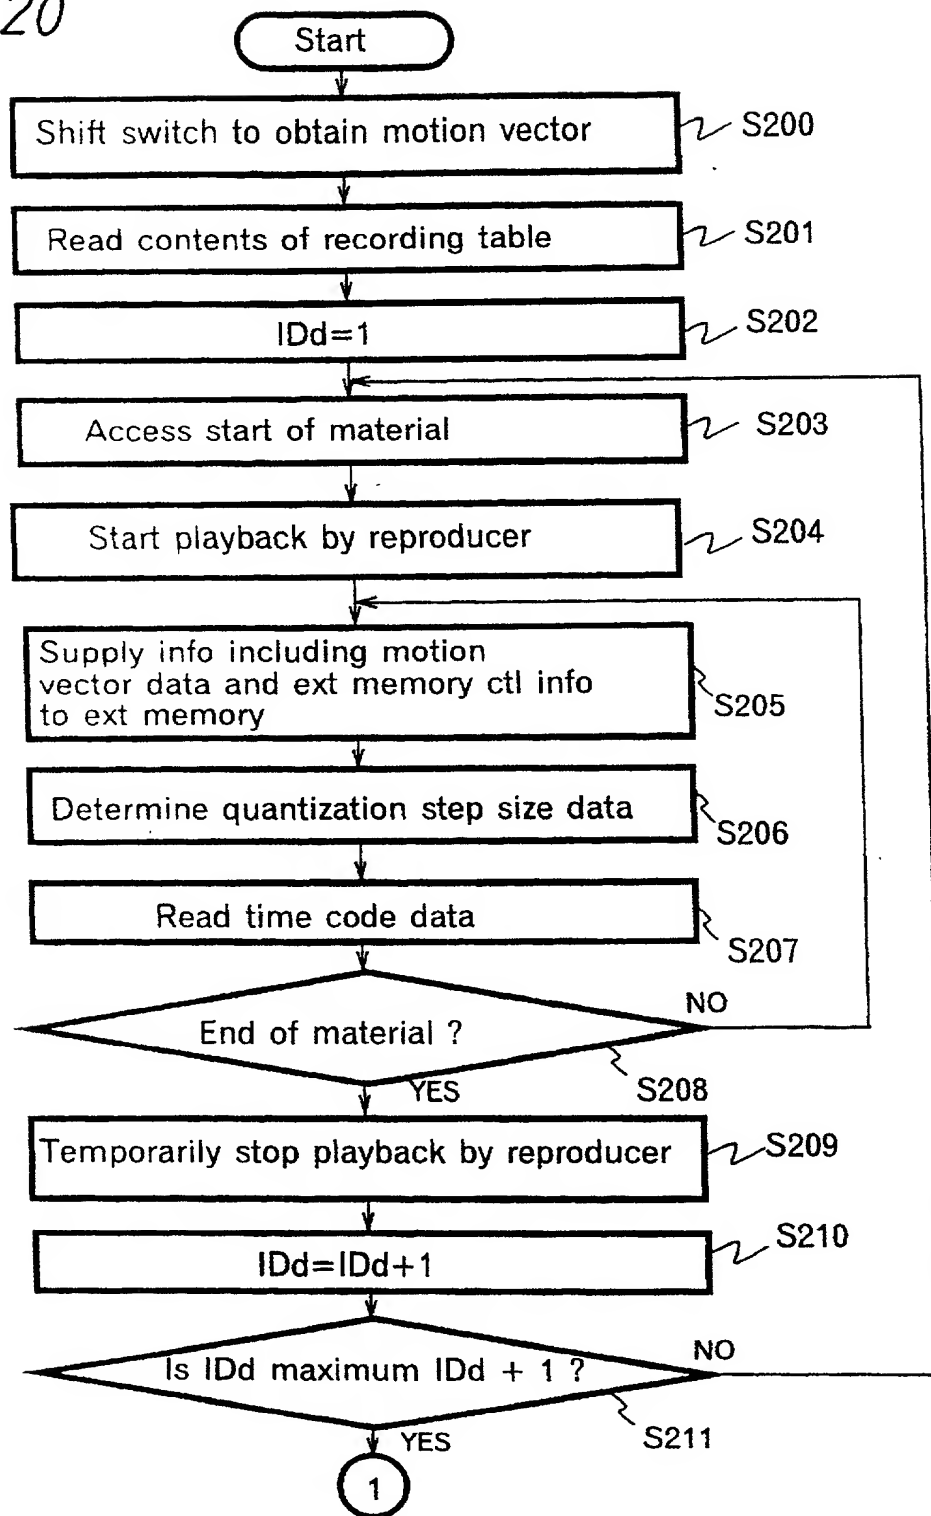 20
Start
Shift switch to obtain motion vector
S200
Read contents of recording table
S201
IDd=1
S202
Access start of material
S203
Start playback by reproducer
S204
Supply info including motion
vector data and ext memory ctl info
to ext memory
S205
Determine quantization step size data
S206
Read time code data
S207
End of material ?
NO
S208
YES
Temporarily stop playback by reproducer
S209
IDd=IDd+1
S210
Is IDd maximum IDd + 1 ?
NO
S211
YES
1